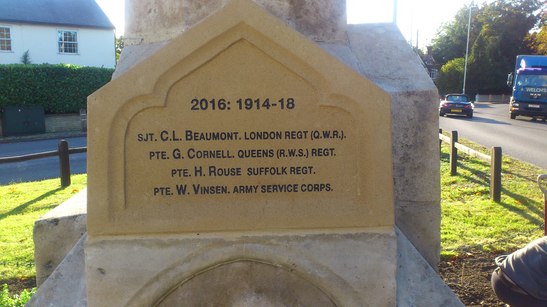 2016: 1914-18
SJT. C.L. BEAUMONT. LONDON REGT (Q.W.R.).
PTE. G. CORNELL. QUEENS (R.W.S.) REGT.
PTE. H. ROUSE SUFFOLK REGT.
PTE. W. VINSEN. ARMY SERVICE CORPS.